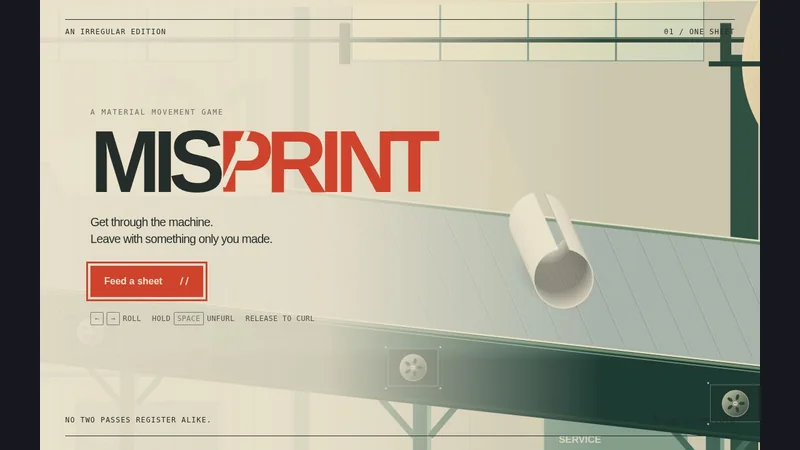 AN IRREGULAR EDITION
01 / ONE SHEET
A MATERIAL MOVEMENT GAME
MISPRINT
Get through the machine.
Leave with something only you made.
Feed a sheet //
← → ROLL HOLD SPACE UNFURL RELEASE TO CURL
NO TWO PASSES REGISTER ALIKE.
SERVICE